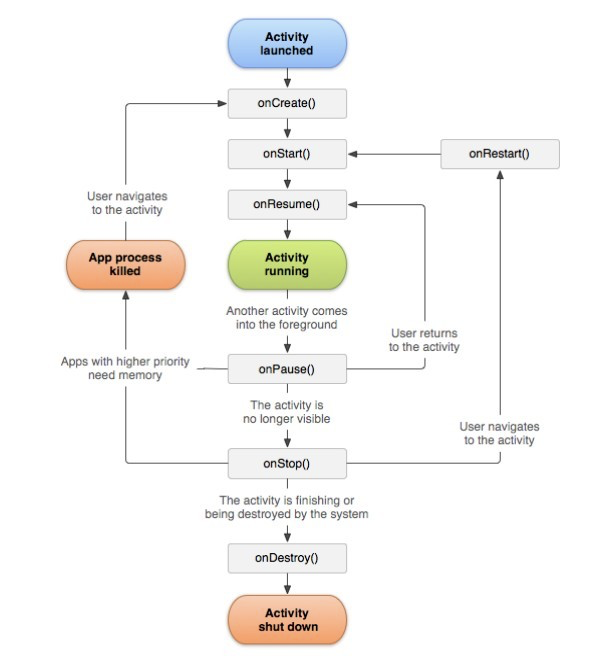 Activity
launched
onCreate()
onStart()
onRestart()
User navigates
to the activity
onResume()
App process
killed
Activity
running
Another activity comes
into the foreground
User returns
to the activity
Apps with higher priority
need memory
onPause()
The activity is
no longer visible
User navigates
to the activity
onStop()
The activity is finishing or
being destroyed by the system
onDestroy()
Activity
shut down